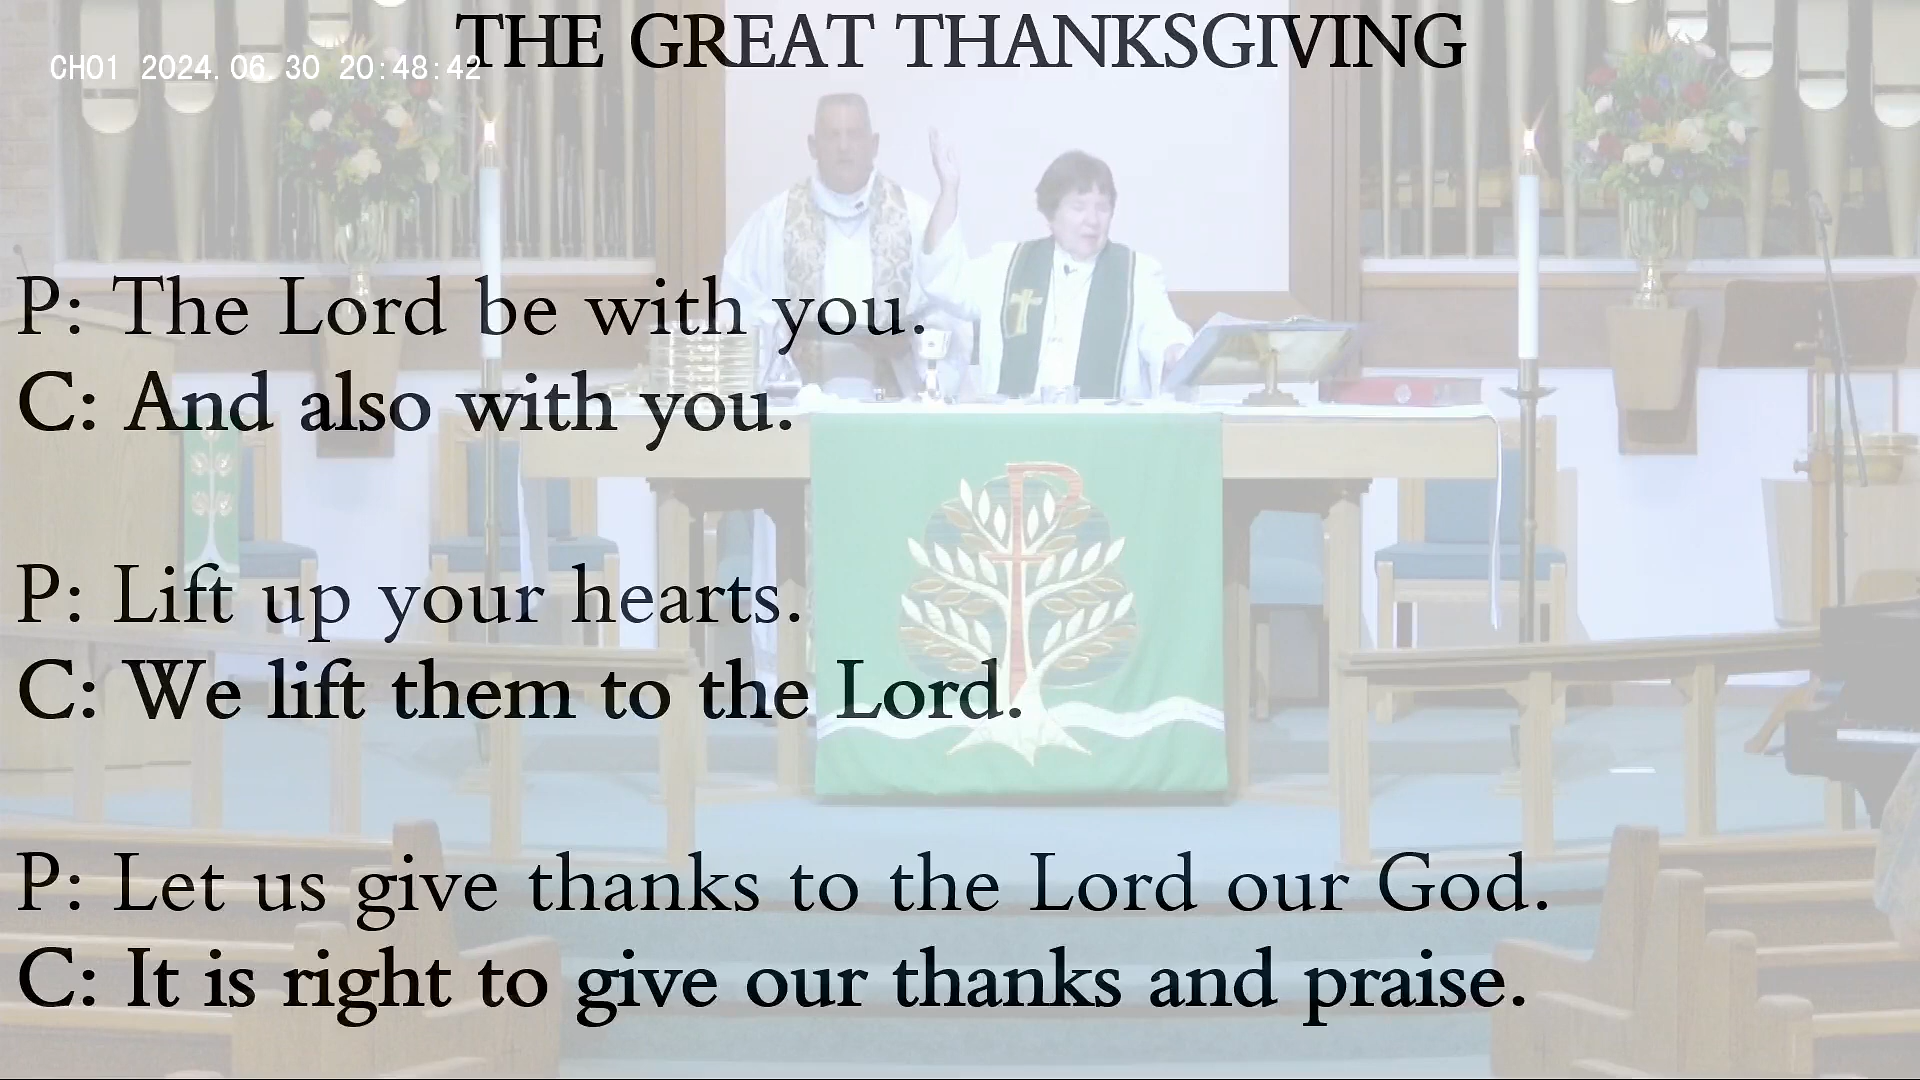 THE GREAT THANKSGIVING
CH01 2024.06.30 20:48:42
P: The Lord be with you.
C: And also with you.
P: Lift up your hearts.
C: We lift them to the Lord.
P: Let us give thanks to the Lord our God.
C: It is right to give our thanks and praise.